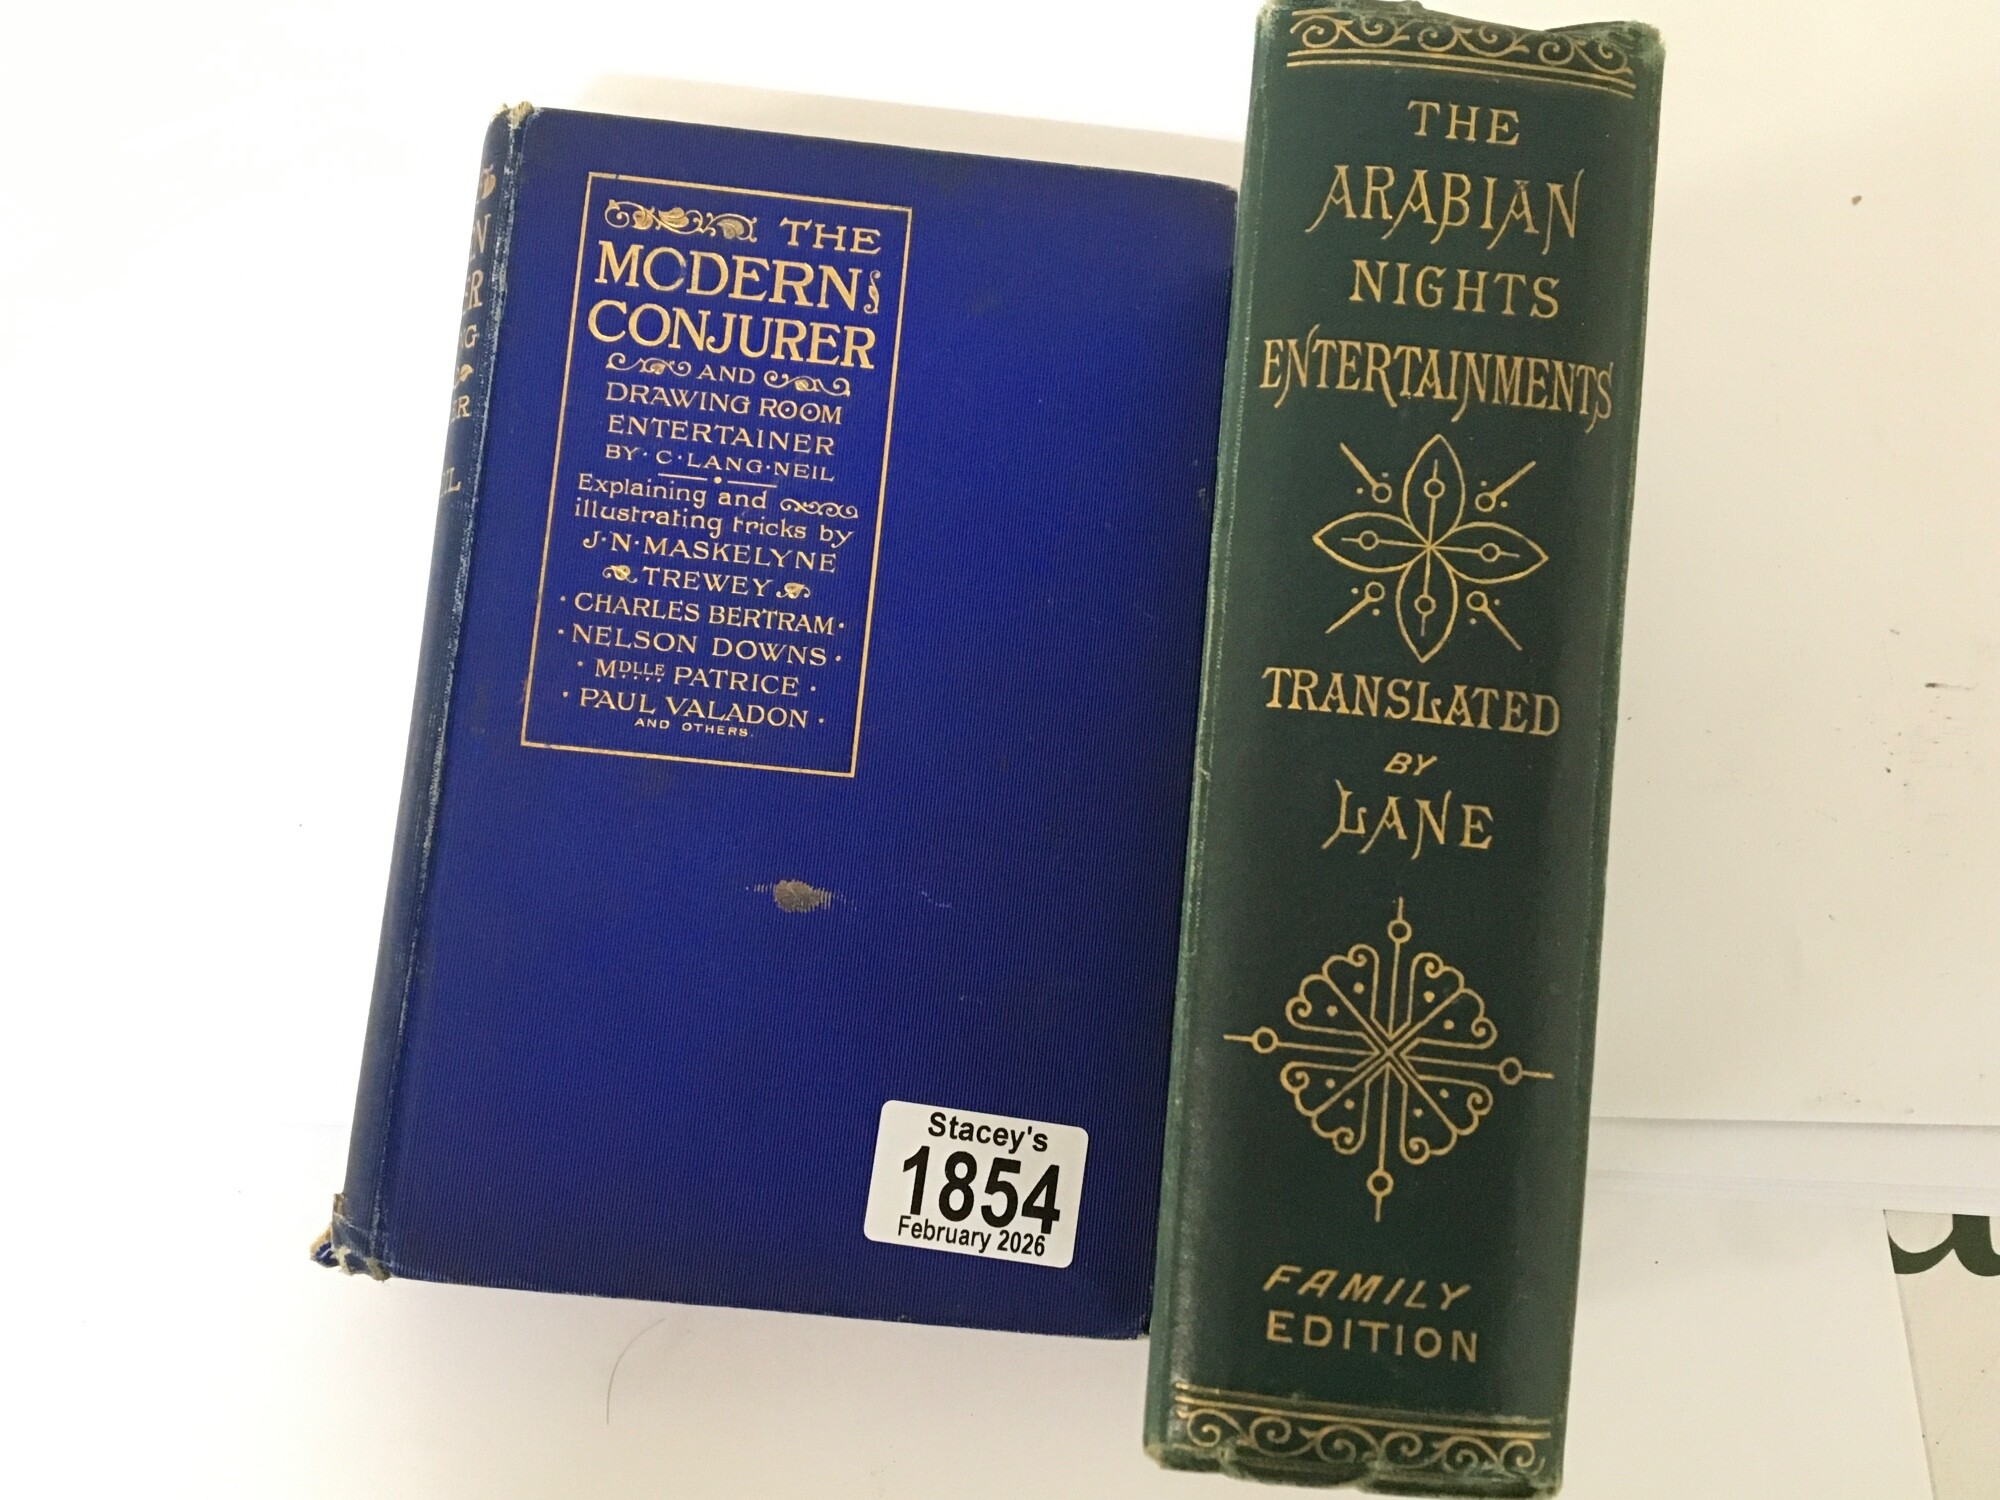 THE
MODERN
CONJURER
AND
DRAWING ROOM
ENTERTAINER
BY · C · LANG · NEIL
Explaining and
illustrating tricks by
J · N · MASKELYNE
TREWEY
· CHARLES BERTRAM ·
· NELSON DOWNS ·
· Mdlle PATRICE ·
· PAUL VALADON ·
AND OTHERS.
Stacey's
1854
February 2026
THE
ARABIAN
NIGHTS
ENTERTAINMENTS
TRANSLATED
BY
LANE
FAMILY
EDITION